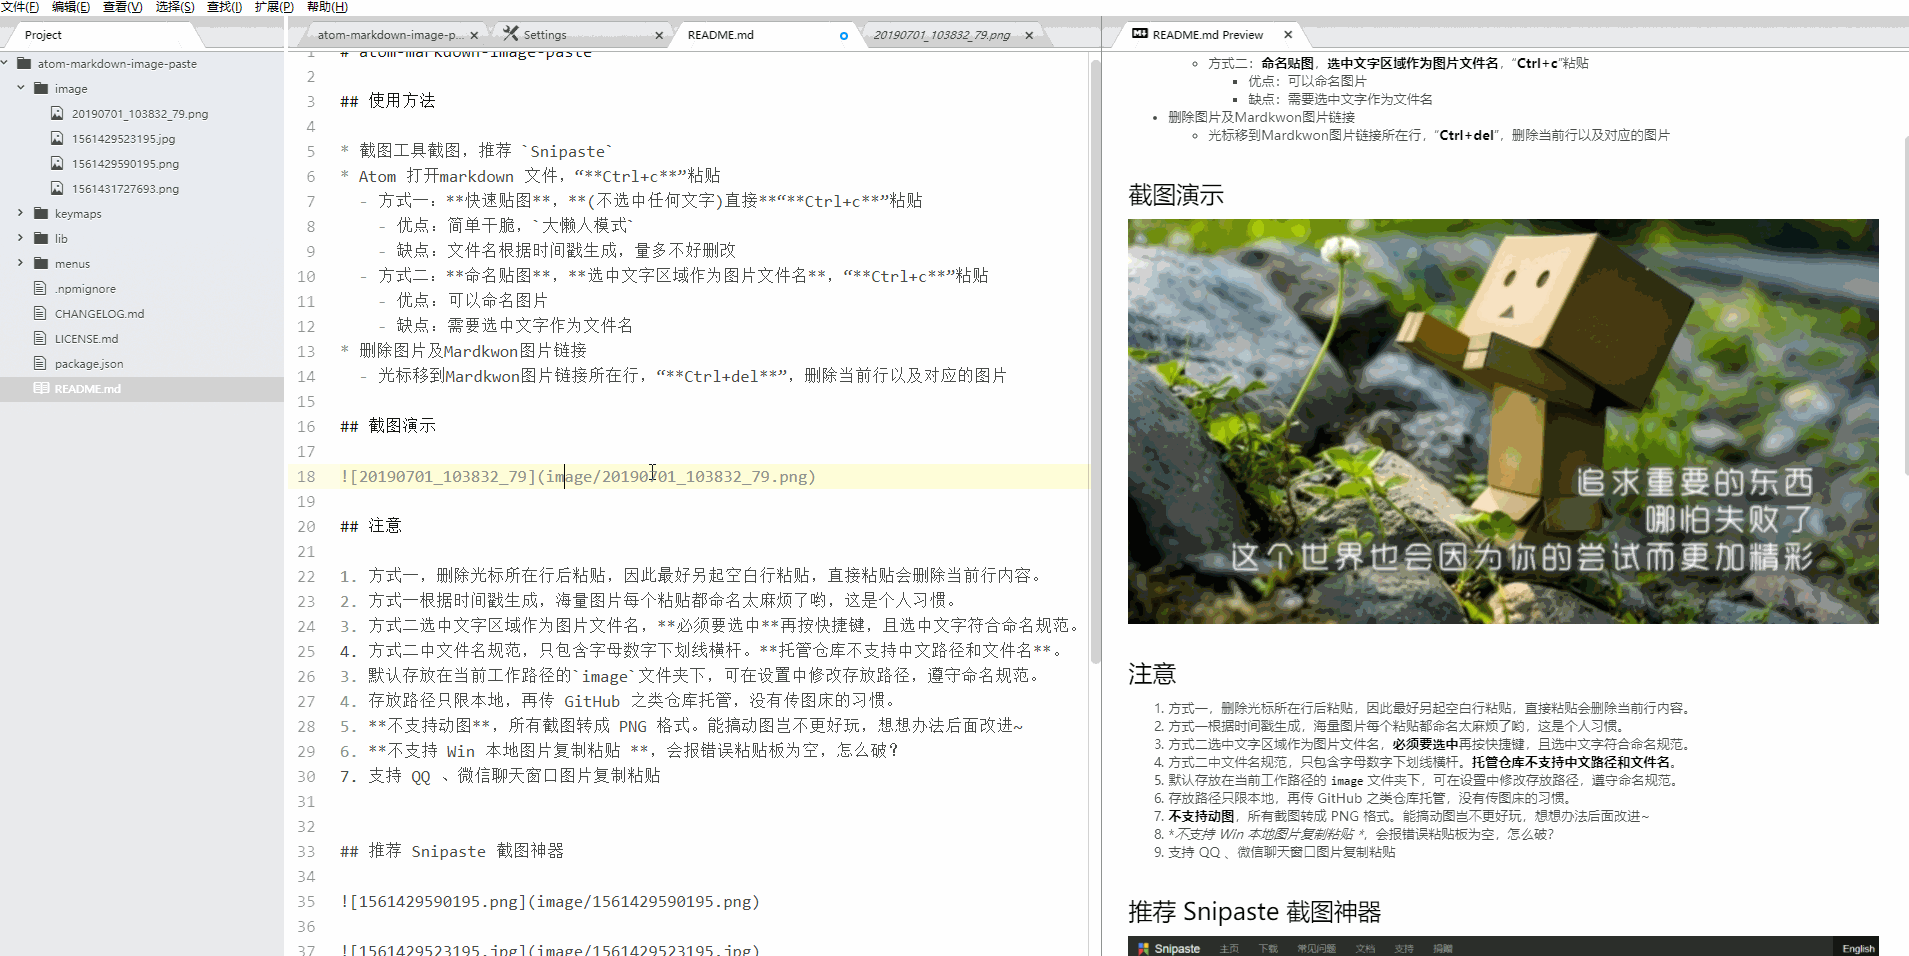 文件(F) 编辑(E) 查看(V) 选择(S) 查找(I) 扩展(P) 帮助(H)
Project
atom-markdown-image-paste
image
20190701_103832_79.png
1561429523195.jpg
1561429590195.png
1561431727693.png
keymaps
lib
menus
.npmignore
CHANGELOG.md
LICENSE.md
package.json
README.md
atom-markdown-image-p... × Settings × README.md 20190701_103832_79.png ×
1 # atom-markdown-image-paste
2
3 ## 使用方法
4
5 * 截图工具截图，推荐 `Snipaste`
6 * Atom 打开markdown 文件，“**Ctrl+c**”粘贴
7 - 方式一：**快速贴图**，**(不选中任何文字)直接**“**Ctrl+c**”粘贴
8 - 优点：简单干脆，`大懒人模式`
9 - 缺点：文件名根据时间戳生成，量多不好删改
10 - 方式二：**命名贴图**，**选中文字区域作为图片文件名**，“**Ctrl+c**”粘贴
11 - 优点：可以命名图片
12 - 缺点：需要选中文字作为文件名
13 * 删除图片及Mardkwon图片链接
14 - 光标移到Mardkwon图片链接所在行，“**Ctrl+del**”，删除当前行以及对应的图片
15
16 ## 截图演示
17
18 ![20190701_103832_79](image/20190701_103832_79.png)
19
20 ## 注意
21
22 1. 方式一，删除光标所在行后粘贴，因此最好另起空白行粘贴，直接粘贴会删除当前行内容。
23 2. 方式一根据时间戳生成，海量图片每个粘贴都命名太麻烦了哟，这是个人习惯。
24 3. 方式二选中文字区域作为图片文件名，**必须要选中**再按快捷键，且选中文字符合命名规范。
25 4. 方式二中文件名规范，只包含字母数字下划线横杆。**托管仓库不支持中文路径和文件名**。
26 3. 默认存放在当前工作路径的`image`文件夹下，可在设置中修改存放路径，遵守命名规范。
27 4. 存放路径只限本地，再传 GitHub 之类仓库托管，没有传图床的习惯。
28 5. **不支持动图**，所有截图转成 PNG 格式。能搞动图岂不更好玩，想想办法后面改进~
29 6. **不支持 Win 本地图片复制粘贴 **，会报错误粘贴板为空，怎么破？
30 7. 支持 QQ 、微信聊天窗口图片复制粘贴
31
32
33 ## 推荐 Snipaste 截图神器
34
35 ![1561429590195.png](image/1561429590195.png)
36
37 ![1561429523195.jpg](image/1561429523195.jpg)
README.md Preview ×
方式二：命名贴图，选中文字区域作为图片文件名，“Ctrl+c”粘贴
优点：可以命名图片
缺点：需要选中文字作为文件名
删除图片及Mardkwon图片链接
光标移到Mardkwon图片链接所在行，“Ctrl+del”，删除当前行以及对应的图片
截图演示
追求重要的东西
哪怕失败了
这个世界也会因为你的尝试而更加精彩
注意
1. 方式一，删除光标所在行后粘贴，因此最好另起空白行粘贴，直接粘贴会删除当前行内容。
2. 方式一根据时间戳生成，海量图片每个粘贴都命名太麻烦了哟，这是个人习惯。
3. 方式二选中文字区域作为图片文件名，必须要选中再按快捷键，且选中文字符合命名规范。
4. 方式二中文件名规范，只包含字母数字下划线横杆。托管仓库不支持中文路径和文件名。
5. 默认存放在当前工作路径的 image 文件夹下，可在设置中修改存放路径，遵守命名规范。
6. 存放路径只限本地，再传 GitHub 之类仓库托管，没有传图床的习惯。
7. 不支持动图，所有截图转成 PNG 格式。能搞动图岂不更好玩，想想办法后面改进~
8. *不支持 Win 本地图片复制粘贴 *，会报错误粘贴板为空，怎么破？
9. 支持 QQ 、微信聊天窗口图片复制粘贴
推荐 Snipaste 截图神器
Snipaste 主页 下载 常见问题 文档 支持 捐赠 English